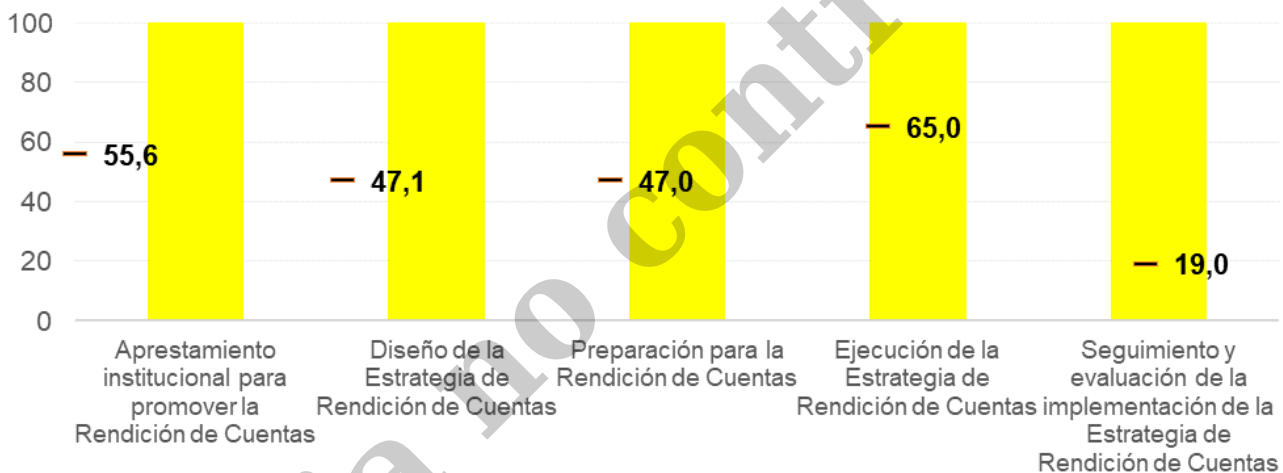 100
80
60
40
20
0
55,6
47,1
47,0
65,0
19,0
Aprestamiento
institucional para
promover la
Rendición de Cuentas
Diseño de la
Estrategia de
Rendición de Cuentas
Preparación para la
Rendición de Cuentas
Ejecución de la
Estrategia de
Rendición de Cuentas
Seguimiento y
evaluación de la
implementación de la
Estrategia de
Rendición de Cuentas
no